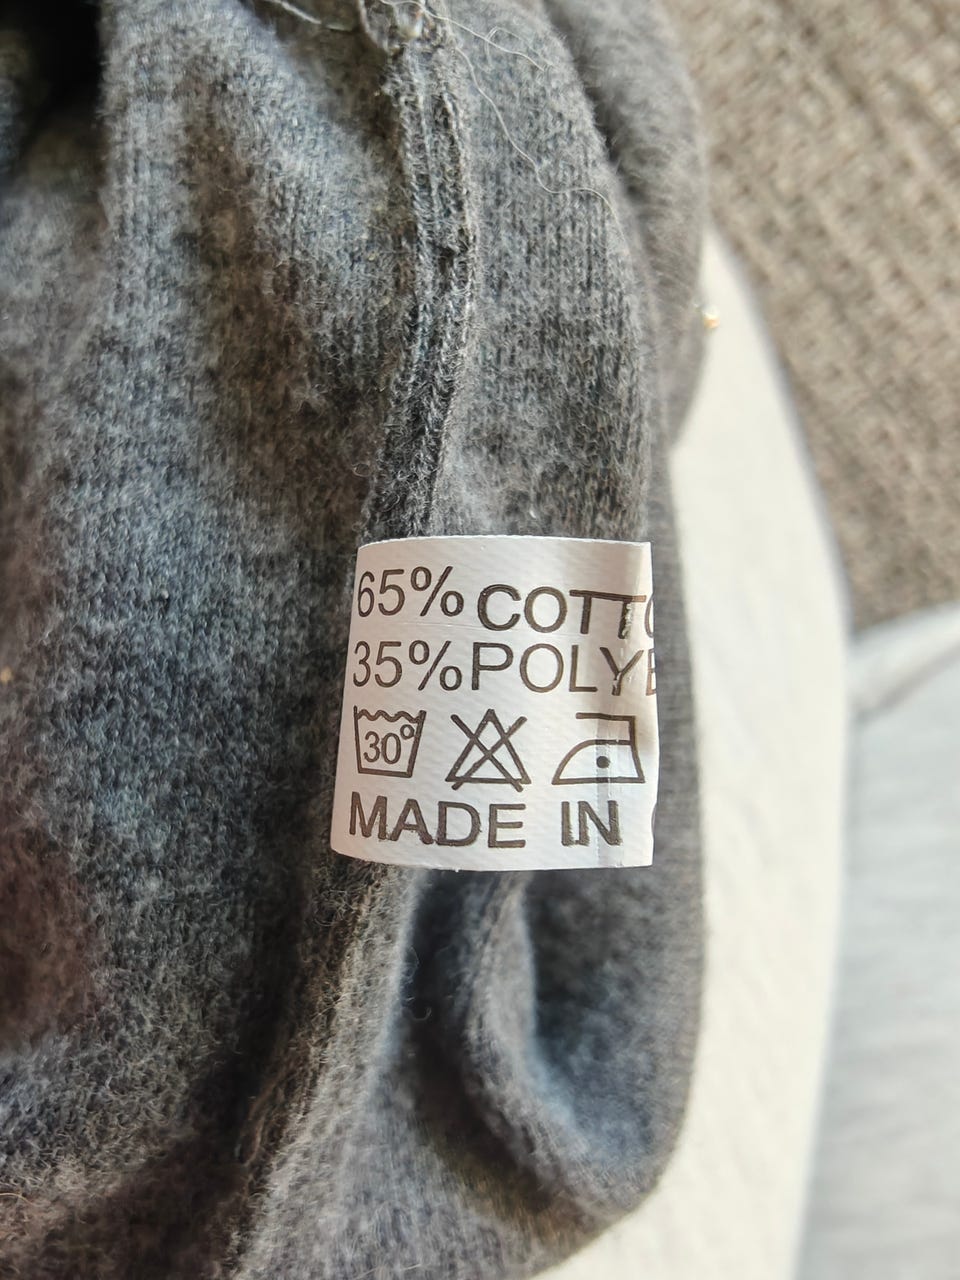 65% COTTO
35% POLYE
30°
MADE IN